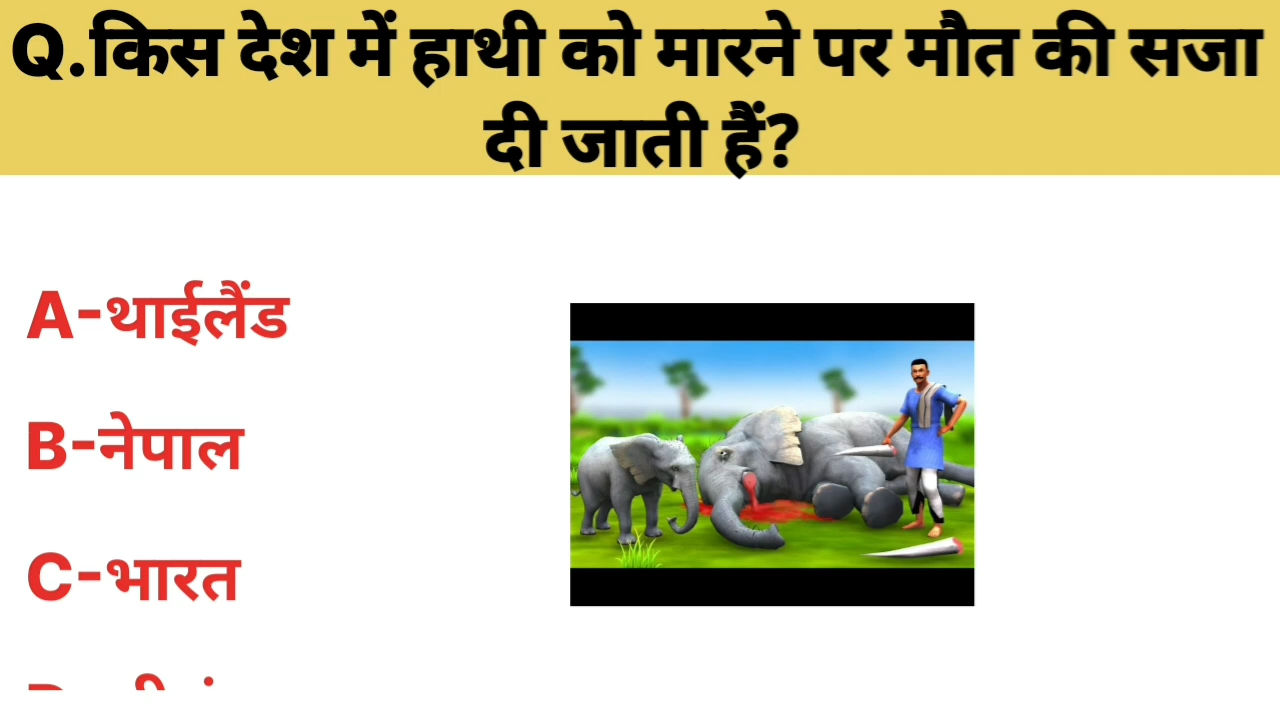 Q.किस देश में हाथी को मारने पर मौत की सजा
दी जाती हैं?
A-थाईलैंड
B-नेपाल
C-भारत